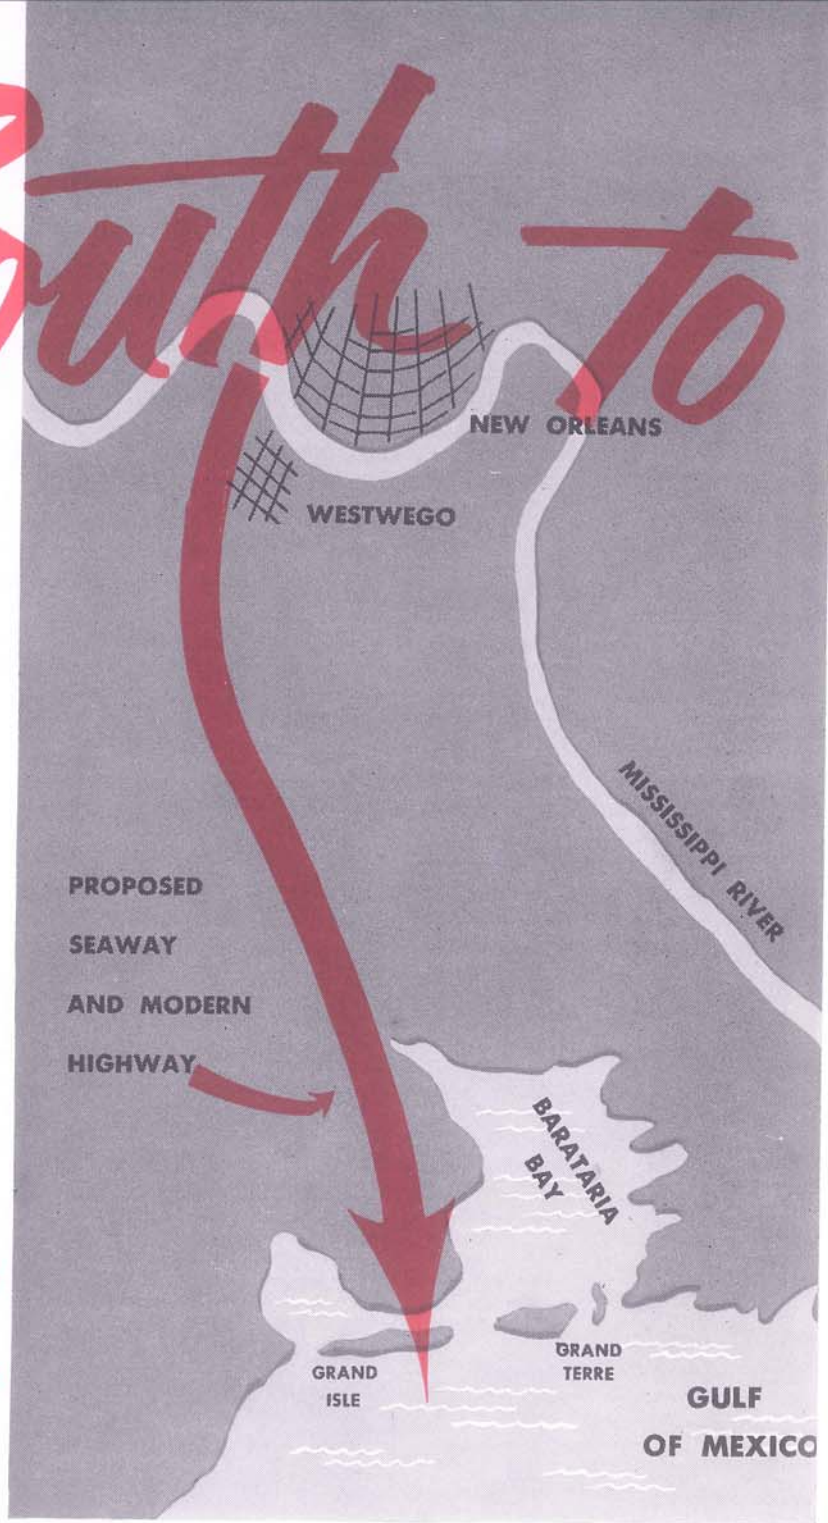 South to
NEW ORLEANS
WESTWEGO
MISSISSIPPI RIVER
PROPOSED
SEAWAY
AND MODERN
HIGHWAY
BARATARIA
BAY
GRAND
ISLE
GRAND
TERRE
GULF
OF MEXICO